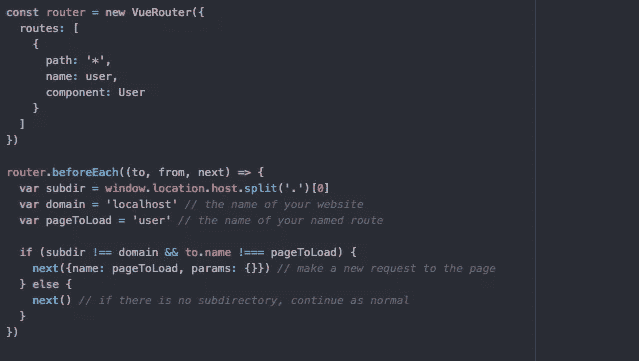 const router = new VueRouter({
  routes: [
    {
      path: '*',
      name: user,
      component: User
    }
  ]
})

router.beforeEach((to, from, next) => {
  var subdir = window.location.host.split('.')[0]
  var domain = 'localhost' // the name of your website
  var pageToLoad = 'user' // the name of your named route

  if (subdir !== domain && to.name !=== pageToLoad) {
    next({name: pageToLoad, params: {}}) // make a new request to the page
  } else {
    next() // if there is no subdirectory, continue as normal
  }
})